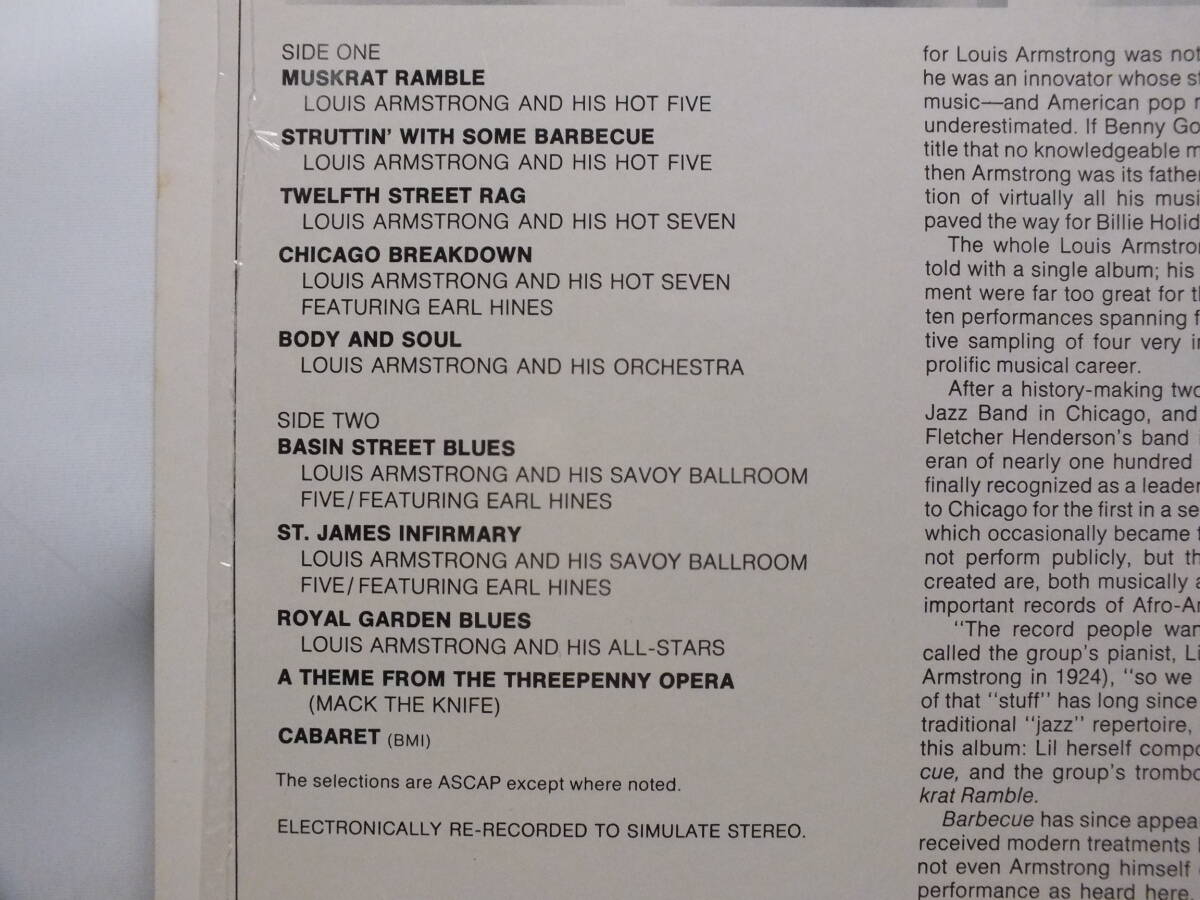 SIDE ONE
MUSKRAT RAMBLE
LOUIS ARMSTRONG AND HIS HOT FIVE
STRUTTIN' WITH SOME BARBECUE
LOUIS ARMSTRONG AND HIS HOT FIVE
TWELFTH STREET RAG
LOUIS ARMSTRONG AND HIS HOT SEVEN
CHICAGO BREAKDOWN
LOUIS ARMSTRONG AND HIS HOT SEVEN
FEATURING EARL HINES
BODY AND SOUL
LOUIS ARMSTRONG AND HIS ORCHESTRA
SIDE TWO
BASIN STREET BLUES
LOUIS ARMSTRONG AND HIS SAVOY BALLROOM
FIVE/FEATURING EARL HINES
ST. JAMES INFIRMARY
LOUIS ARMSTRONG AND HIS SAVOY BALLROOM
FIVE/FEATURING EARL HINES
ROYAL GARDEN BLUES
LOUIS ARMSTRONG AND HIS ALL-STARS
A THEME FROM THE THREEPENNY OPERA
(MACK THE KNIFE)
CABARET (BMI)
The selections are ASCAP except where noted.
ELECTRONICALLY RE-RECORDED TO SIMULATE STEREO.
for Louis Armstrong was not
he was an innovator whose
music—and American pop
underestimated. If Benny
title that no knowledgeable
then Armstrong was its father
tion of virtually all his
paved the way for Billie
The whole Louis
told with a single album; his
ment were far too great for
ten performances spanning
tive sampling of four very
prolific musical career.
After a history-making
Jazz Band in Chicago, and
Fletcher Henderson's band
eran of nearly one hundred
finally recognized as a leader
to Chicago for the first in a
which occasionally became
not perform publicly, but
created are, both musically
important records of
"The record people
called the group's pianist,
Armstrong in 1924), "so we
of that "stuff" has long since
traditional "jazz" repertoire,
this album: Lil herself
cue, and the group's
krat Ramble.
Barbecue has since
received modern treatments
not even Armstrong himself
performance as heard here.